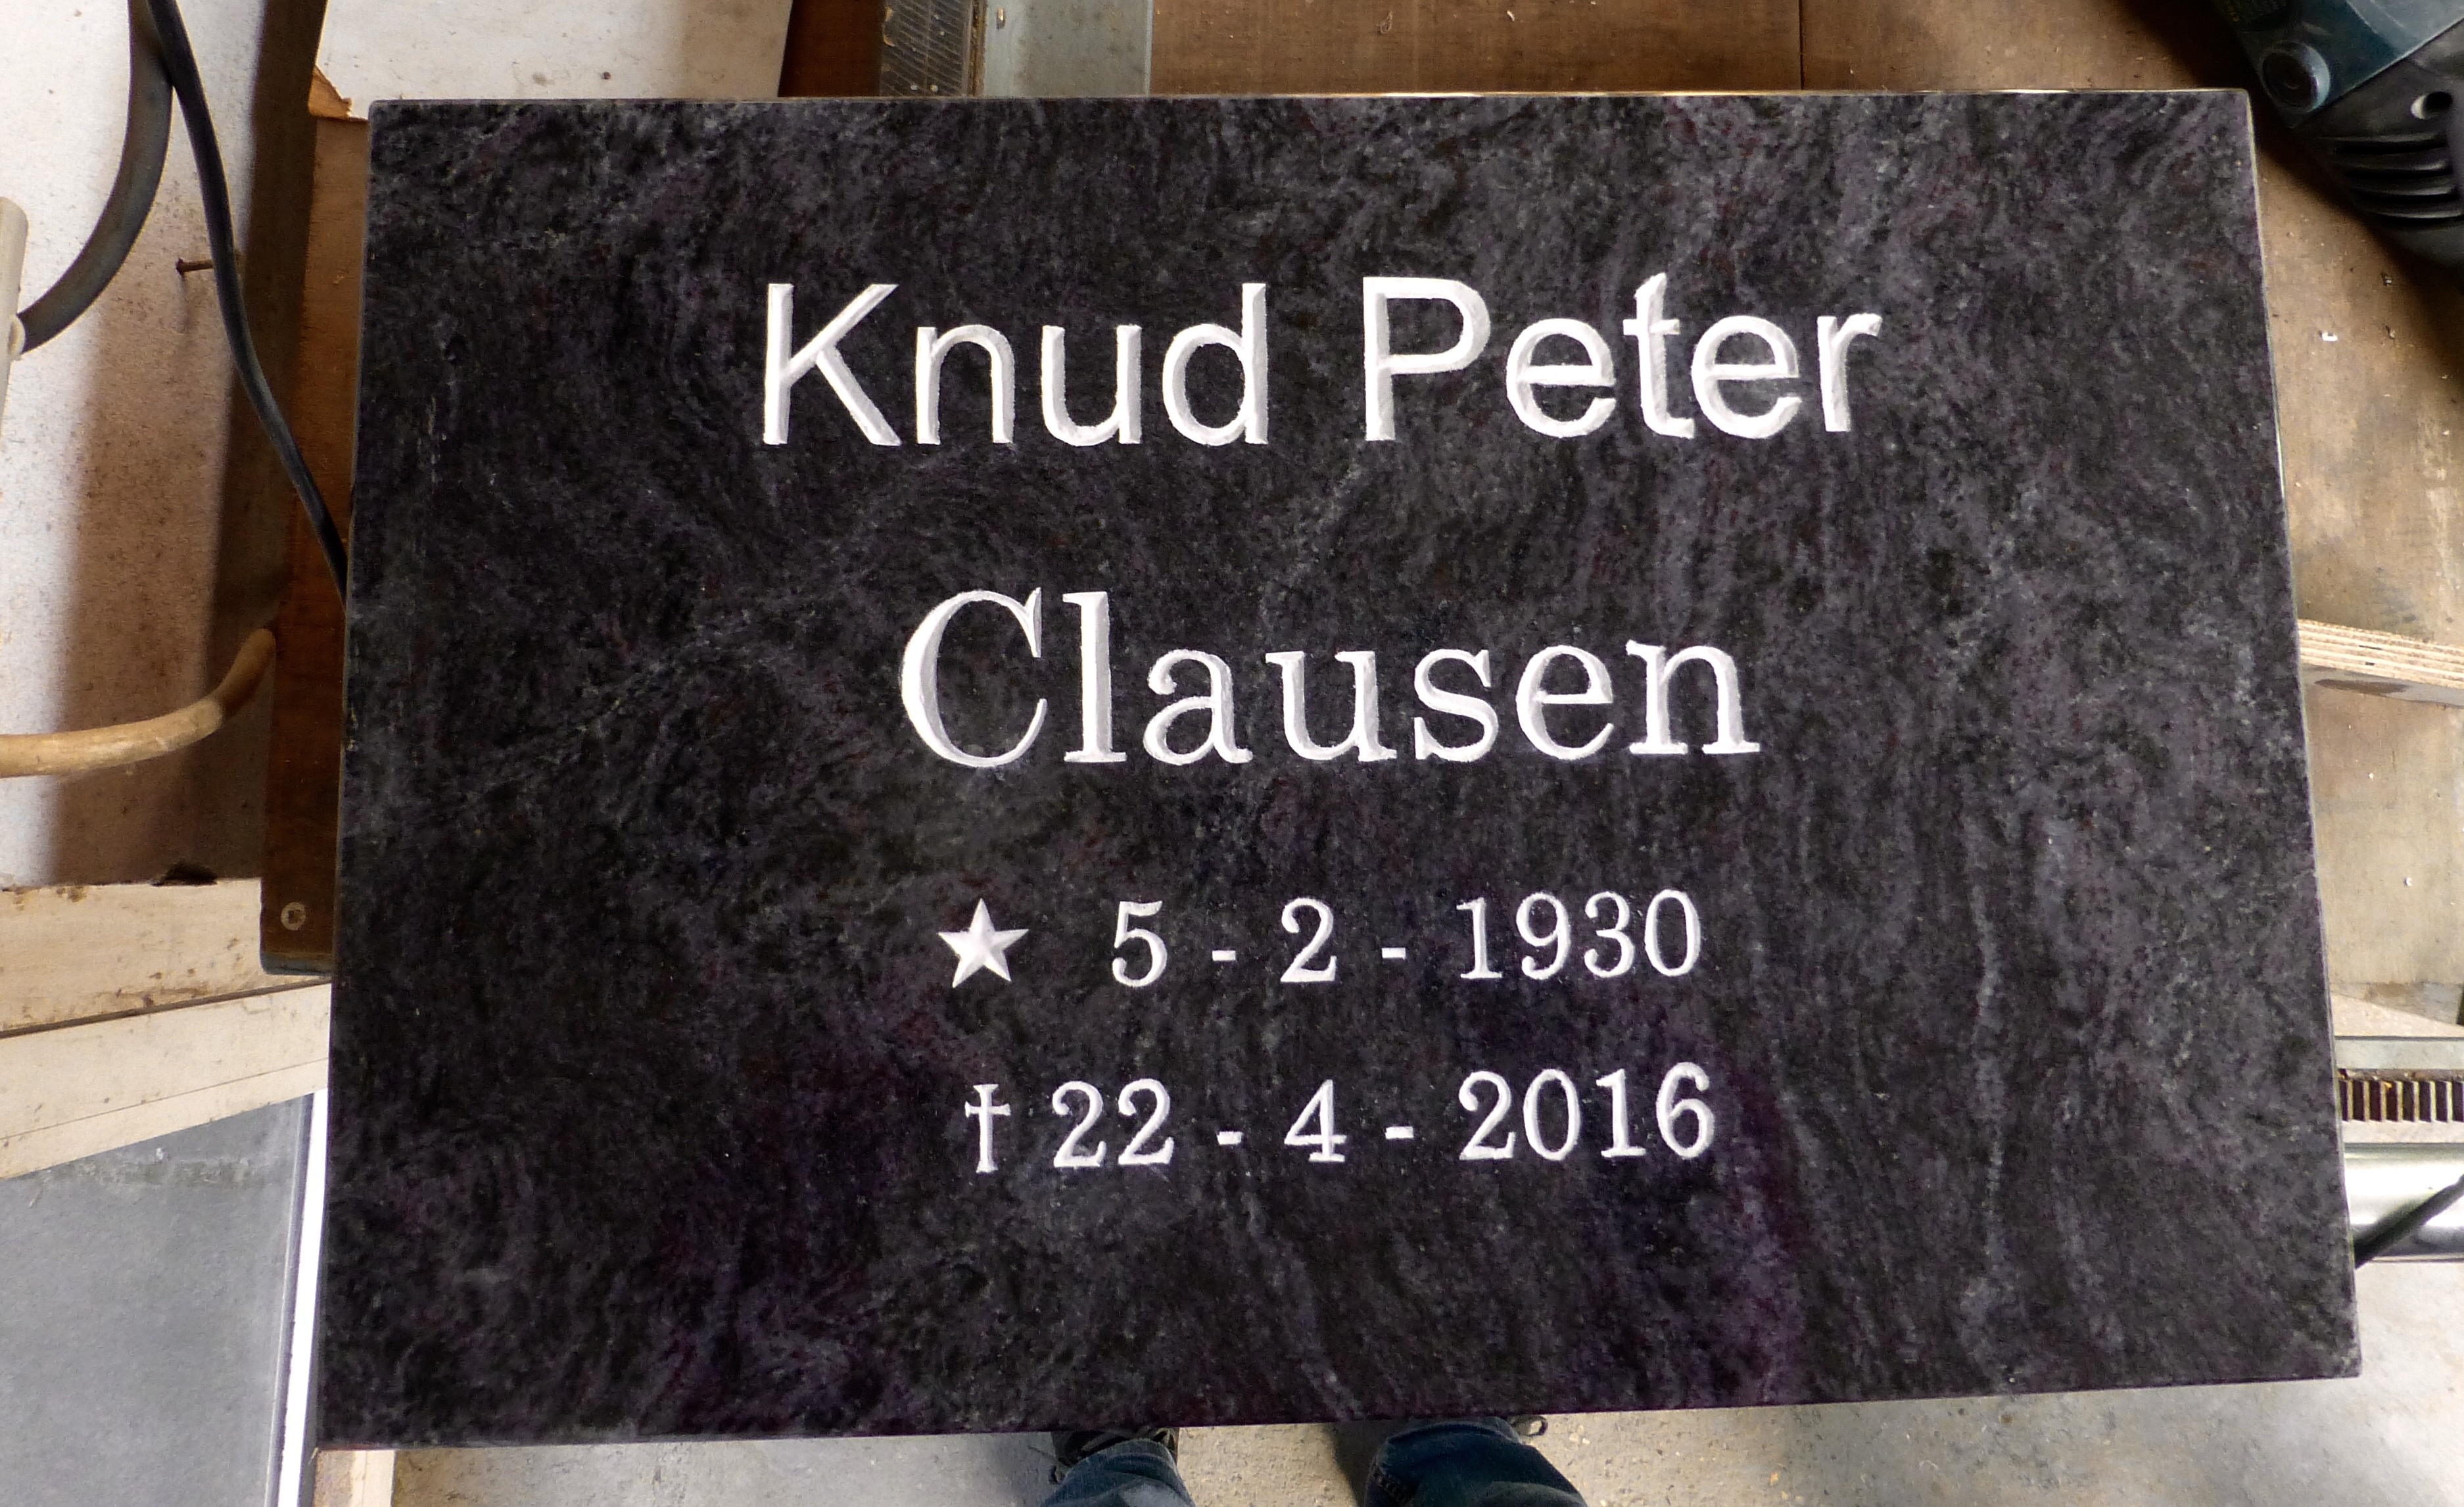 Knud Peter
Clausen
★ 5 - 2 - 1930
† 22 - 4 - 2016